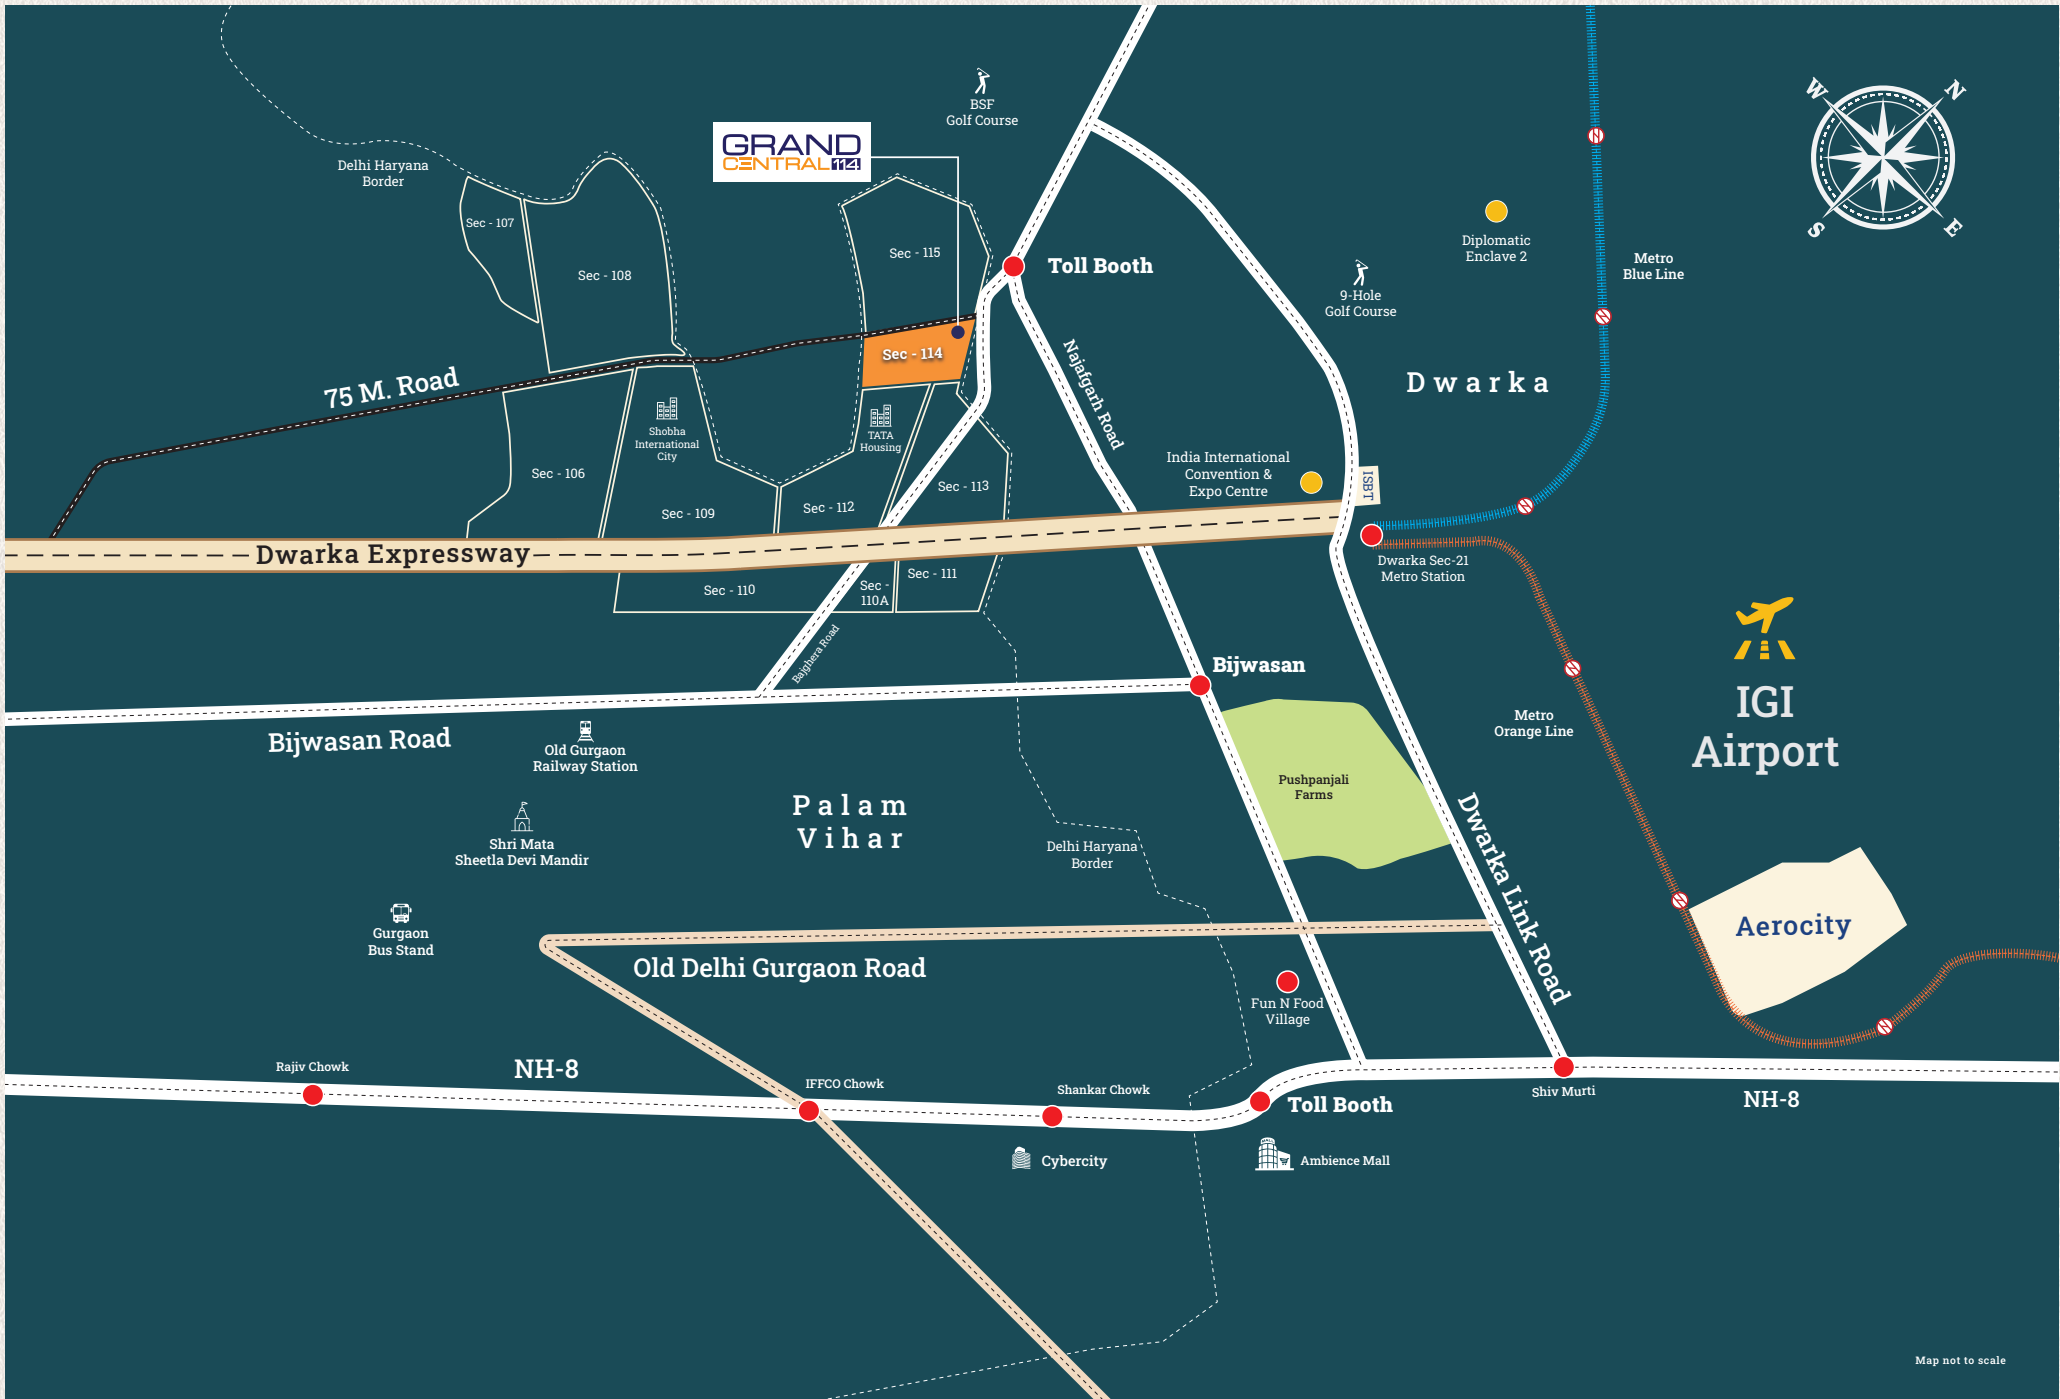 W
N
S
E
BSF
Golf Course
GRAND
CENTRAL 114
Delhi Haryana
Border
Sec - 107
Sec - 108
Sec - 115
Toll Booth
Diplomatic
Enclave 2
Metro
Blue Line
9-Hole
Golf Course
Sec - 114
75 M. Road
Najafgarh Road
Dwarka
Shobha
International
City
TATA
Housing
Sec - 106
Sec - 109
Sec - 112
Sec - 113
India International
Convention &
Expo Centre
ISBT
Dwarka Expressway
Dwarka Sec-21
Metro Station
Sec - 110
Sec -
110A
Sec - 111
Bajghera Road
Bijwasan
IGI
Airport
Metro
Orange Line
Bijwasan Road
Old Gurgaon
Railway Station
Pushpanjali
Farms
Palam
Vihar
Shri Mata
Sheetla Devi Mandir
Delhi Haryana
Border
Dwarka Link Road
Aerocity
Gurgaon
Bus Stand
Old Delhi Gurgaon Road
Fun N Food
Village
Rajiv Chowk
NH-8
IFFCO Chowk
Shankar Chowk
Toll Booth
Shiv Murti
NH-8
Cybercity
Ambience Mall
Map not to scale